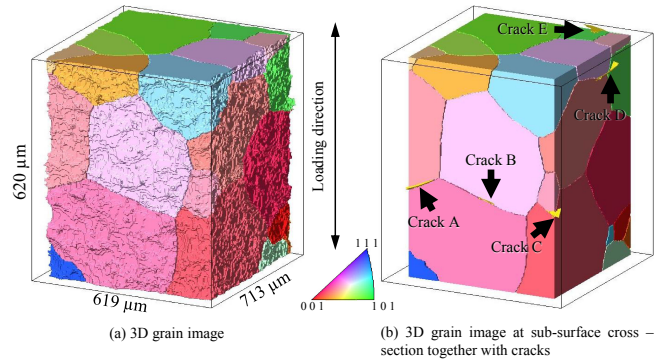 Crack E
Loading direction
Crack D
620 µm
Crack B
Crack A
Crack C
1 1 1
0 0 1
1 0 1
619 µm
713 µm
(a) 3D grain image
(b) 3D grain image at sub-surface cross –
section together with cracks